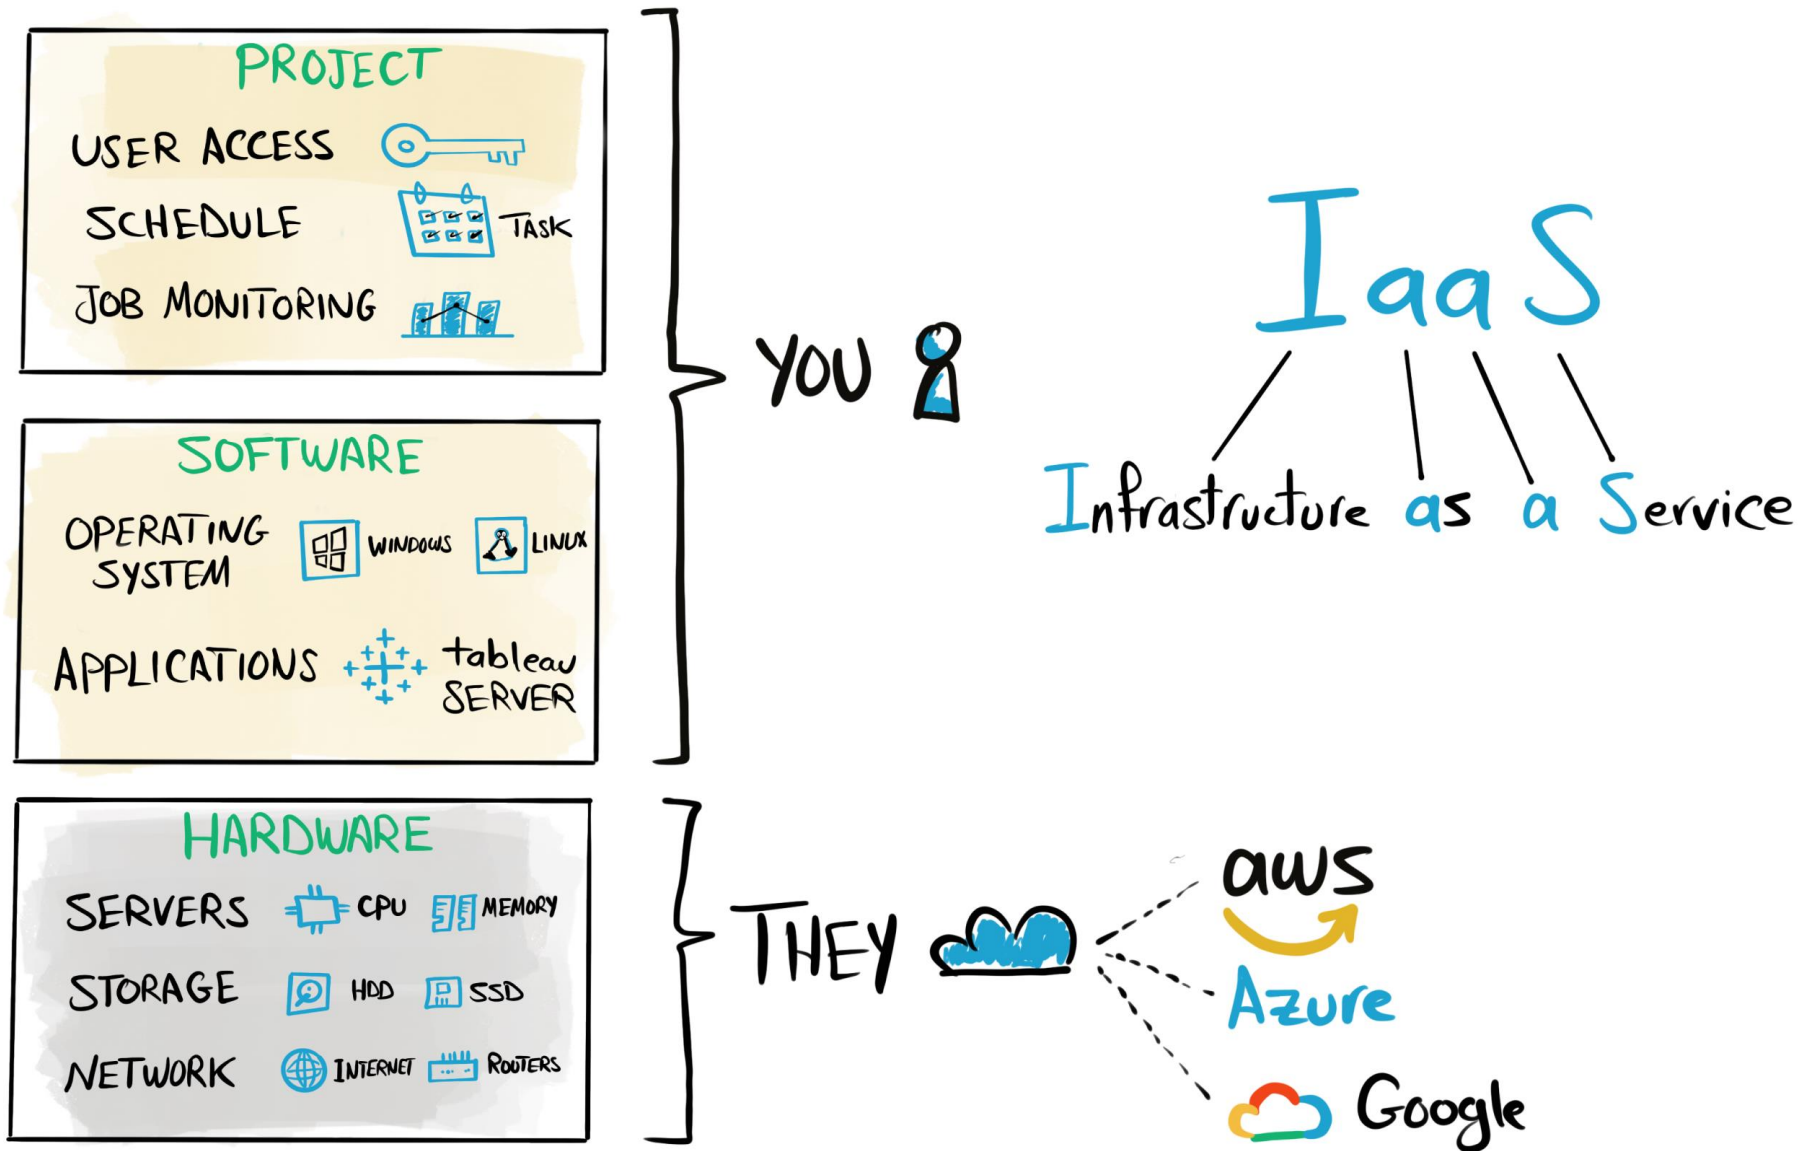 PROJECT
USER ACCESS
SCHEDULE TASK
JOB MONITORING
SOFTWARE
OPERATING SYSTEM WINDOWS LINUX
APPLICATIONS tableau SERVER
HARDWARE
SERVERS CPU MEMORY
STORAGE HDD SSD
NETWORK INTERNET ROUTERS
YOU
THEY
IaaS
Infrastructure as a Service
aws
Azure
Google